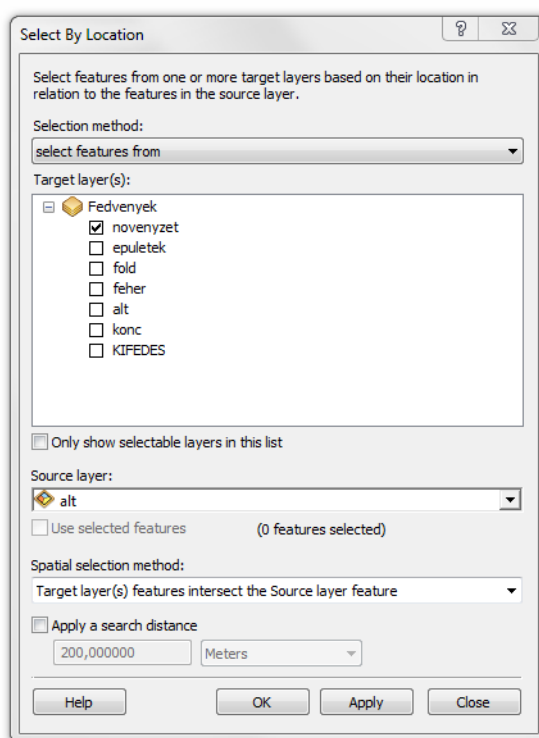 Select By Location
Select features from one or more target layers based on their location in
relation to the features in the source layer.
Selection method:
select features from
Target layer(s):
Fedvenyek
novenyzet
epuletek
fold
feher
alt
konc
KIFEDES
Only show selectable layers in this list
Source layer:
alt
Use selected features (0 features selected)
Spatial selection method:
Target layer(s) features intersect the Source layer feature
Apply a search distance
200,000000 Meters
Help OK Apply Close